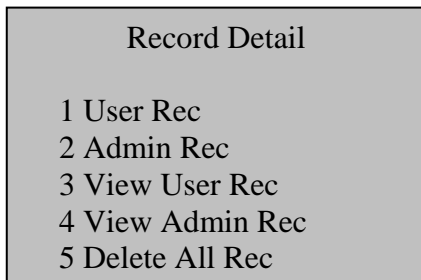 Record Detail
1 User Rec
2 Admin Rec
3 View User Rec
4 View Admin Rec
5 Delete All Rec